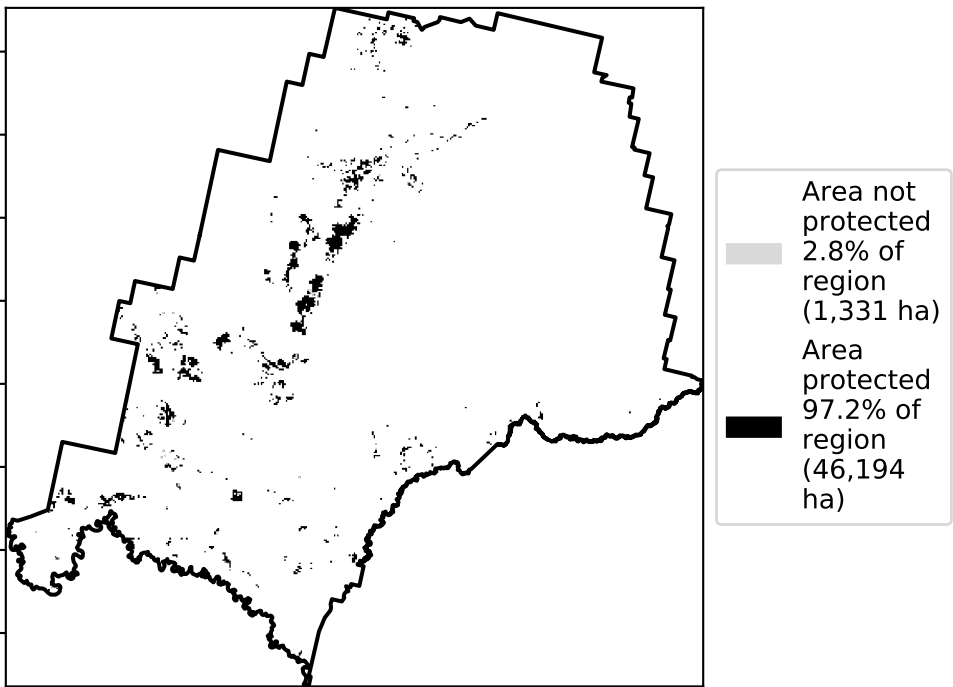 Area not
protected
2.8% of
region
(1,331 ha)
Area
protected
97.2% of
region
(46,194
ha)